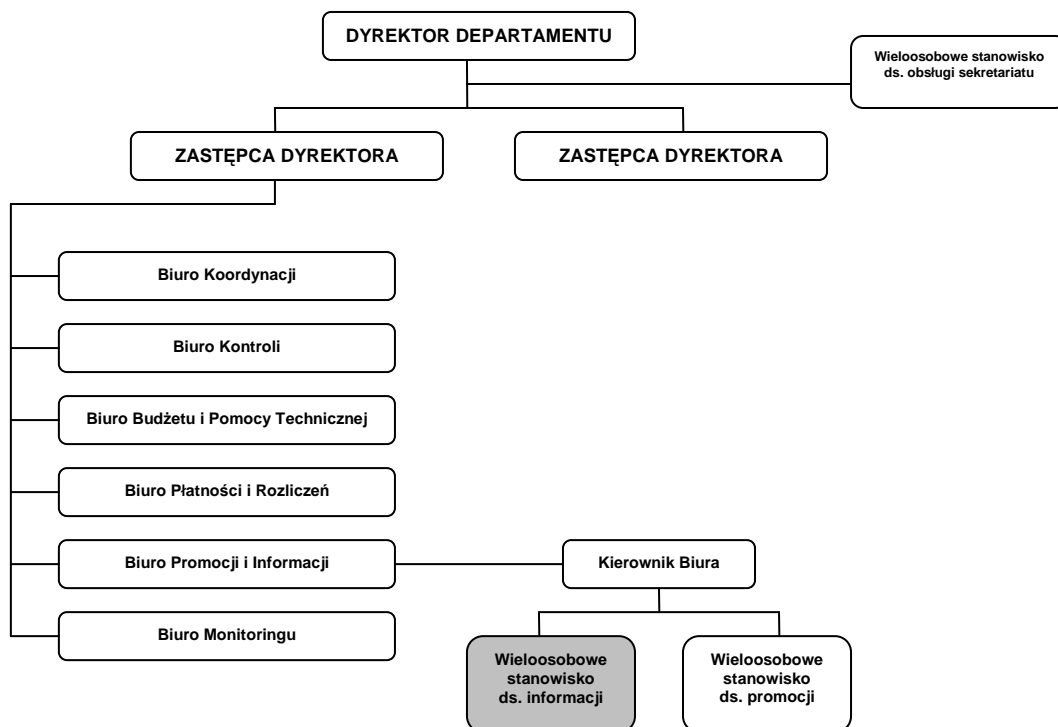 DYREKTOR DEPARTAMENTU
Wieloosobowe stanowisko
ds. obsługi sekretariatu
ZASTĘPCA DYREKTORA
ZASTĘPCA DYREKTORA
Biuro Koordynacji
Biuro Kontroli
Biuro Budżetu i Pomocy Technicznej
Biuro Płatności i Rozliczeń
Biuro Promocji i Informacji
Kierownik Biura
Biuro Monitoringu
Wieloosobowe
stanowisko
ds. informacji
Wieloosobowe
stanowisko
ds. promocji